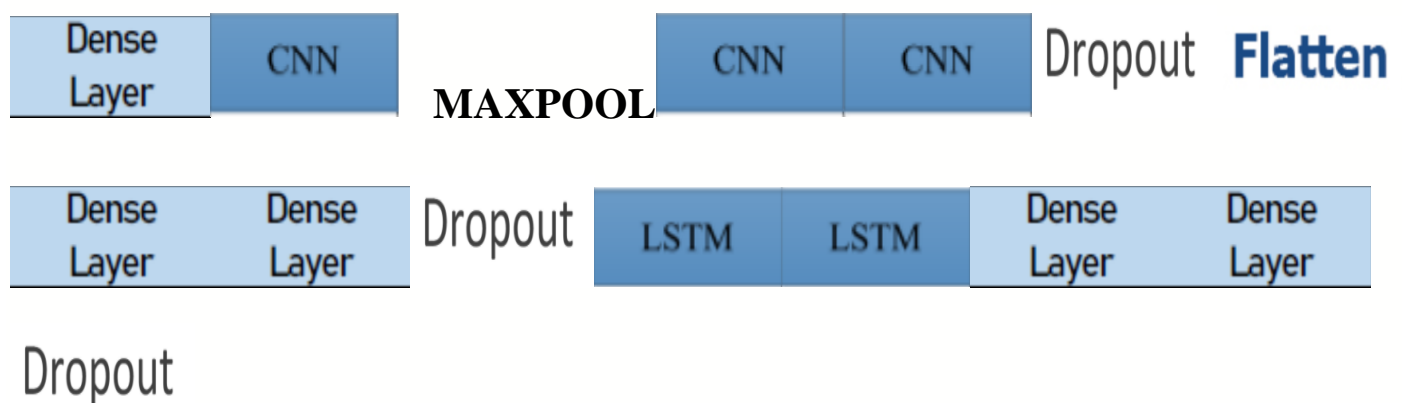 Dense Layer CNN MAXPOOL CNN CNN Dropout Flatten
Dense Layer Dense Layer Dropout LSTM LSTM Dense Layer Dense Layer
Dropout